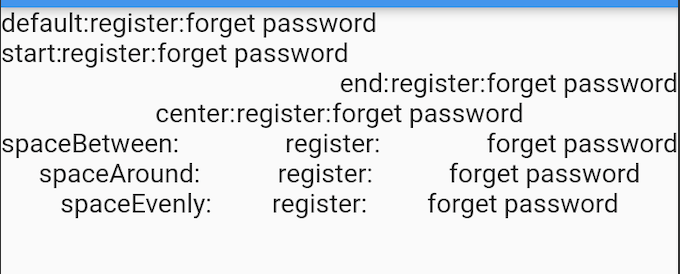 default:register:forget password
start:register:forget password
end:register:forget password
center:register:forget password
spaceBetween: register: forget password
spaceAround: register: forget password
spaceEvenly: register: forget password